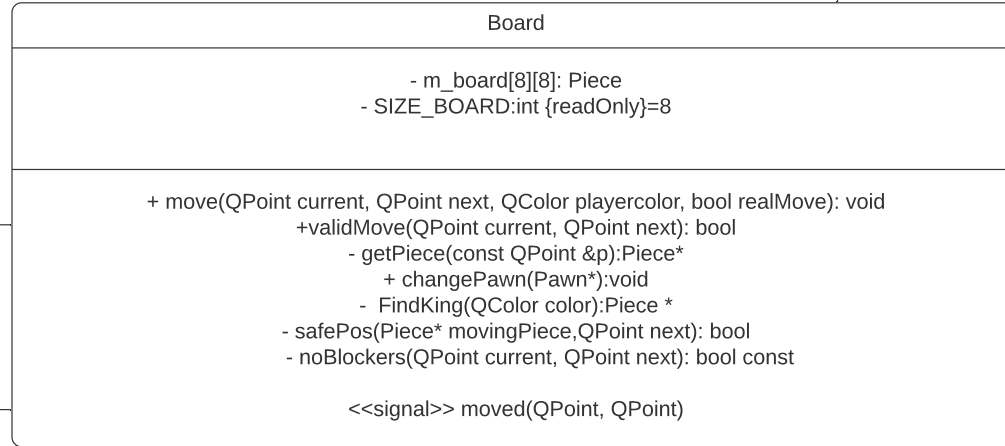 Board
- m_board[8][8]: Piece
- SIZE_BOARD:int {readOnly}=8
+ move(QPoint current, QPoint next, QColor playercolor, bool realMove): void
+validMove(QPoint current, QPoint next): bool
- getPiece(const QPoint &p):Piece*
+ changePawn(Pawn*):void
- FindKing(QColor color):Piece *
- safePos(Piece* movingPiece,QPoint next): bool
- noBlockers(QPoint current, QPoint next): bool const
<<signal>> moved(QPoint, QPoint)